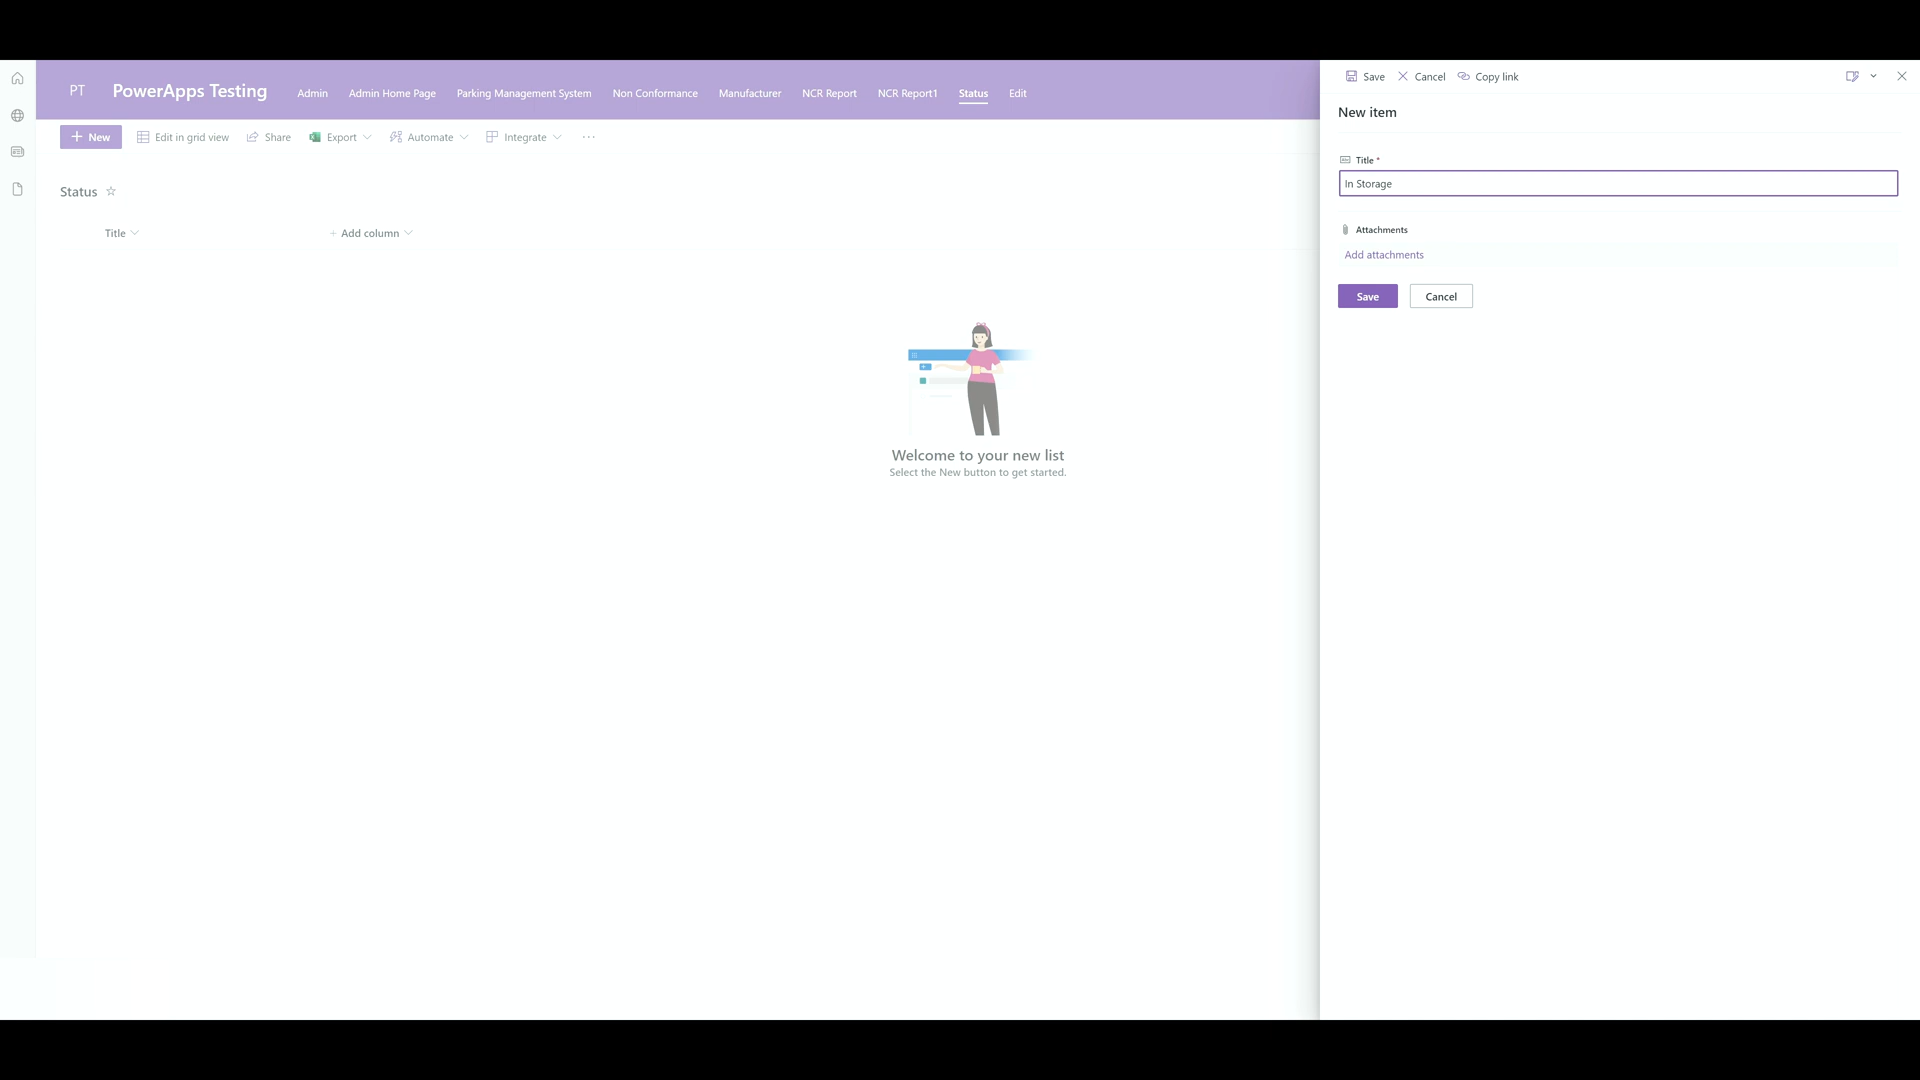 PT PowerApps Testing Admin Admin Home Page Parking Management System Non Conformance Manufacturer NCR Report NCR Report1 Status Edit
New Edit in grid view Share Export Automate Integrate ...
Status
Title Add column
Welcome to your new list
Select the New button to get started.
Save Cancel Copy link
New item
Title *
In Storage
Attachments
Add attachments
Save Cancel